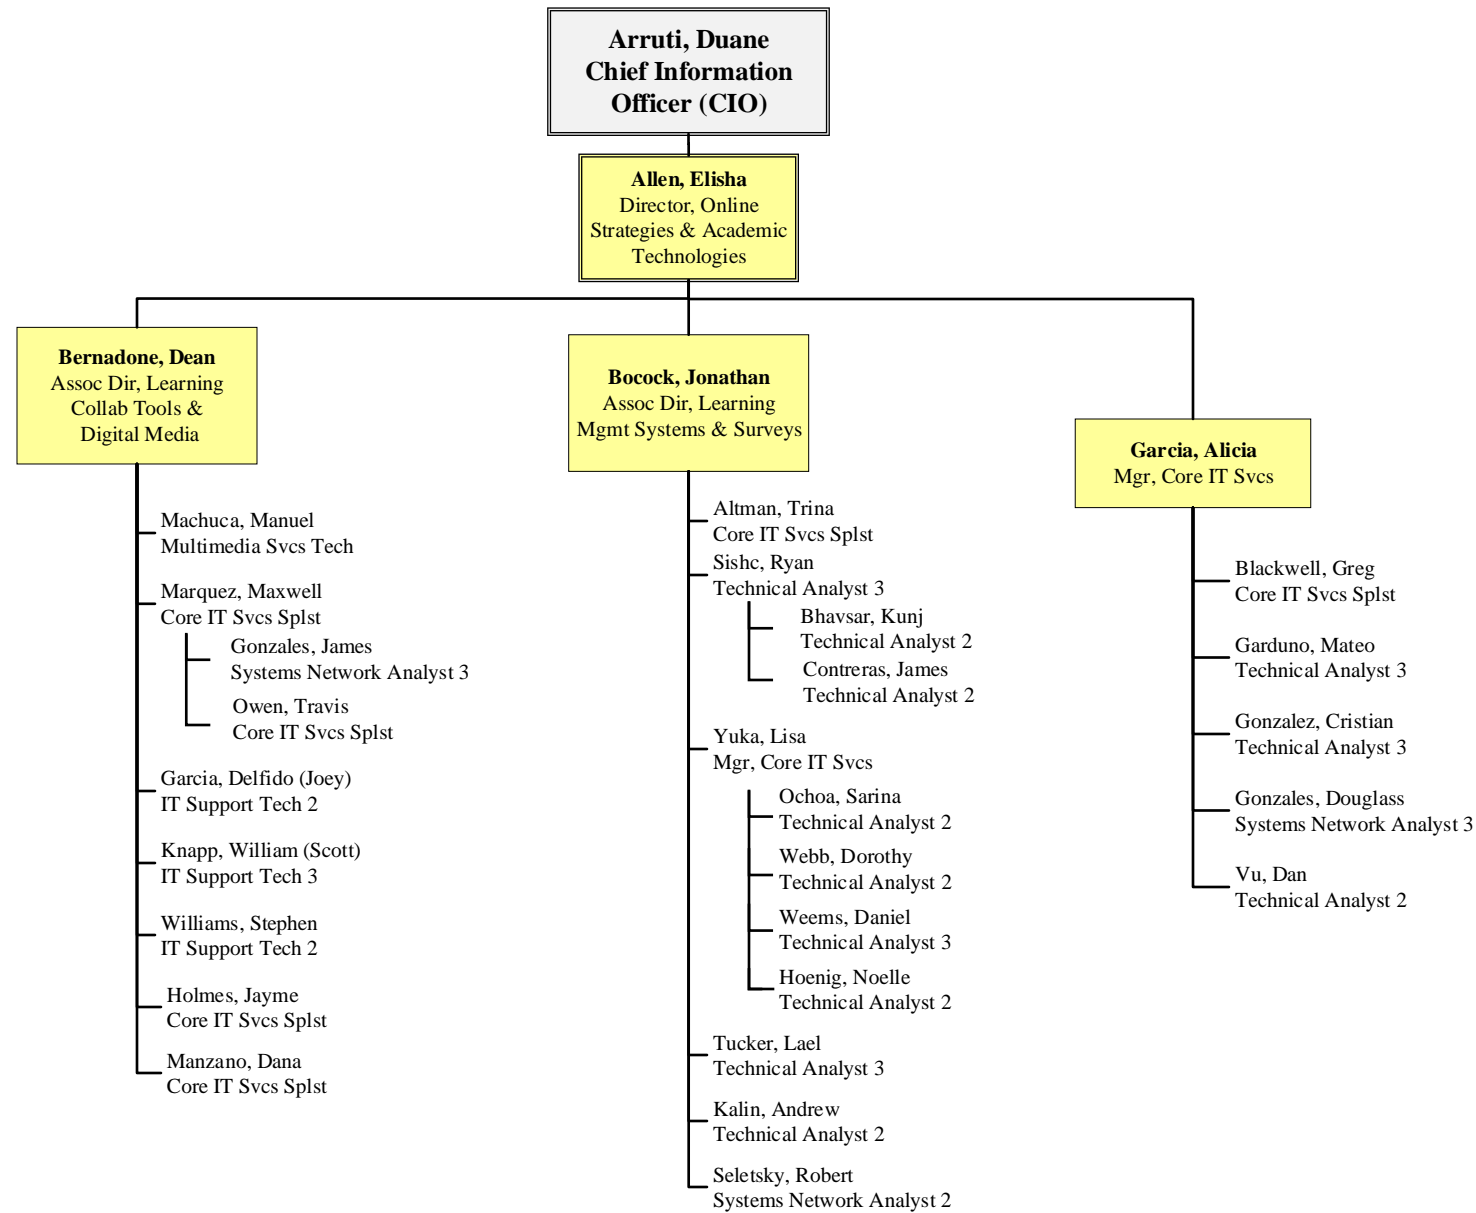 Arruti, Duane
Chief Information
Officer (CIO)
Allen, Elisha
Director, Online
Strategies & Academic
Technologies
Bernadone, Dean
Assoc Dir, Learning
Collab Tools &
Digital Media
Machuca, Manuel
Multimedia Svcs Tech
Marquez, Maxwell
Core IT Svcs Splst
Gonzales, James
Systems Network Analyst 3
Owen, Travis
Core IT Svcs Splst
Garcia, Delfido (Joey)
IT Support Tech 2
Knapp, William (Scott)
IT Support Tech 3
Williams, Stephen
IT Support Tech 2
Holmes, Jayme
Core IT Svcs Splst
Manzano, Dana
Core IT Svcs Splst
Bocock, Jonathan
Assoc Dir, Learning
Mgmt Systems & Surveys
Altman, Trina
Core IT Svcs Splst
Sishc, Ryan
Technical Analyst 3
Bhavsar, Kunj
Technical Analyst 2
Contreras, James
Technical Analyst 2
Yuka, Lisa
Mgr, Core IT Svcs
Ochoa, Sarina
Technical Analyst 2
Webb, Dorothy
Technical Analyst 2
Weems, Daniel
Technical Analyst 3
Hoenig, Noelle
Technical Analyst 2
Tucker, Lael
Technical Analyst 3
Kalin, Andrew
Technical Analyst 2
Seletsky, Robert
Systems Network Analyst 2
Garcia, Alicia
Mgr, Core IT Svcs
Blackwell, Greg
Core IT Svcs Splst
Garduno, Mateo
Technical Analyst 3
Gonzalez, Cristian
Technical Analyst 3
Gonzales, Douglass
Systems Network Analyst 3
Vu, Dan
Technical Analyst 2